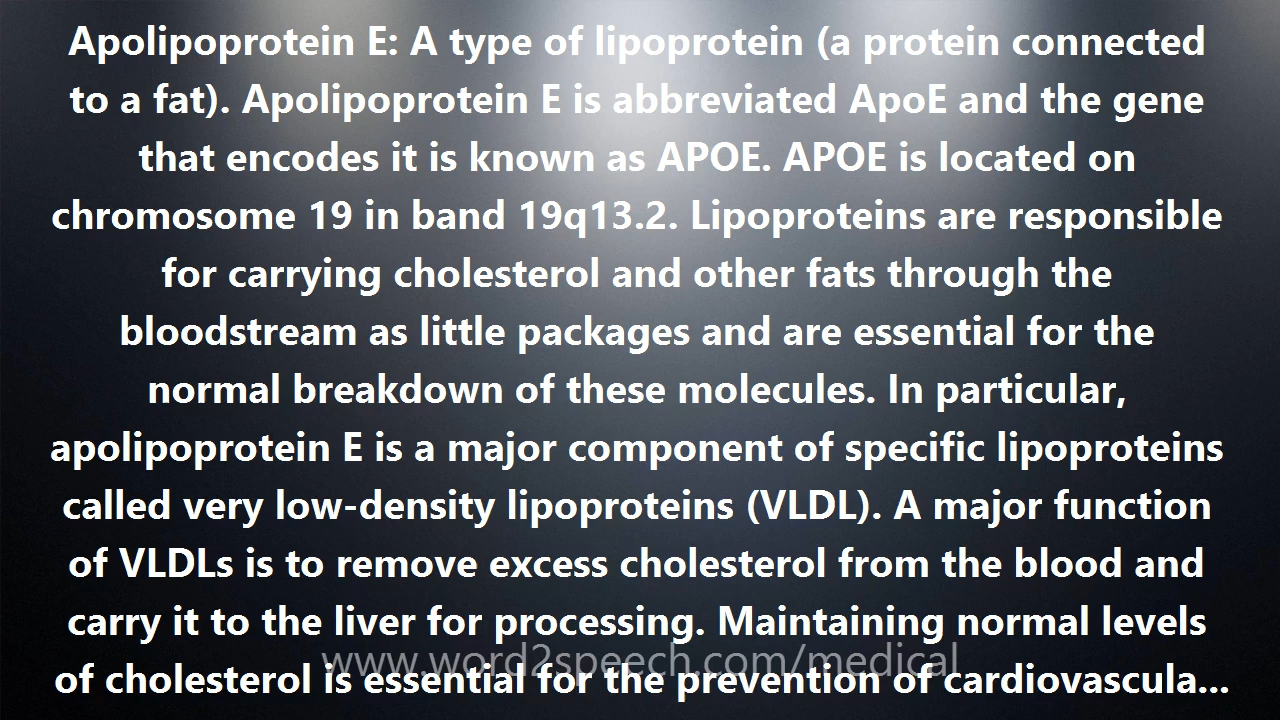 Apolipoprotein E: A type of lipoprotein (a protein connected
to a fat). Apolipoprotein E is abbreviated ApoE and the gene
that encodes it is known as APOE. APOE is located on
chromosome 19 in band 19q13.2. Lipoproteins are responsible
for carrying cholesterol and other fats through the
bloodstream as little packages and are essential for the
normal breakdown of these molecules. In particular,
apolipoprotein E is a major component of specific lipoproteins
called very low-density lipoproteins (VLDL). A major function
of VLDLs is to remove excess cholesterol from the blood and
carry it to the liver for processing. Maintaining normal levels
www.word2speech.com/medical
of cholesterol is essential for the prevention of cardiovascula...